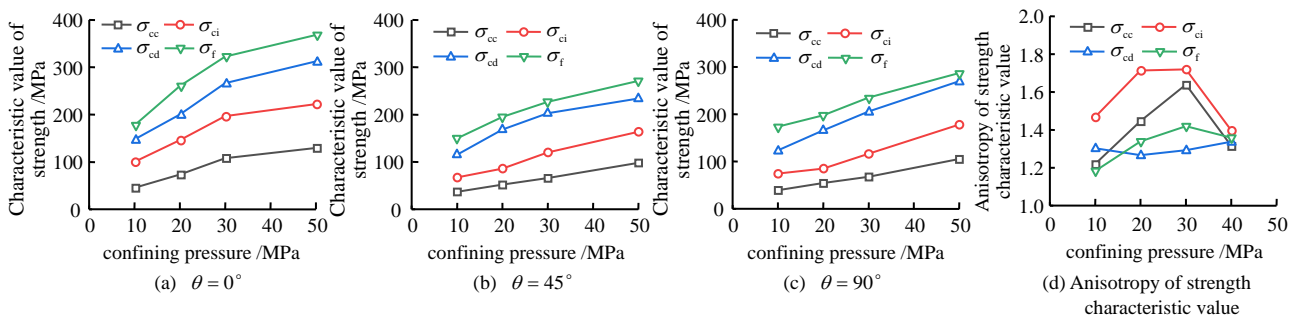 Characteristic value of
strength /MPa
400
300
200
100
0
σcc σci
σcd σf
0 10 20 30 40 50
confining pressure /MPa
(a) θ=0°
Characteristic value of
strength /MPa
400
300
200
100
0
σcc σci
σcd σf
0 10 20 30 40 50
confining pressure /MPa
(b) θ=45°
Characteristic value of
strength /MPa
400
300
200
100
0
σcc σci
σcd σf
0 10 20 30 40 50
confining pressure /MPa
(c) θ=90°
Anisotropy of strength
characteristic value
2.0
1.8
1.6
1.4
1.2
1.0
σcc σci
σcd σf
0 10 20 30 40 50
confining pressure /MPa
(d) Anisotropy of strength
characteristic value